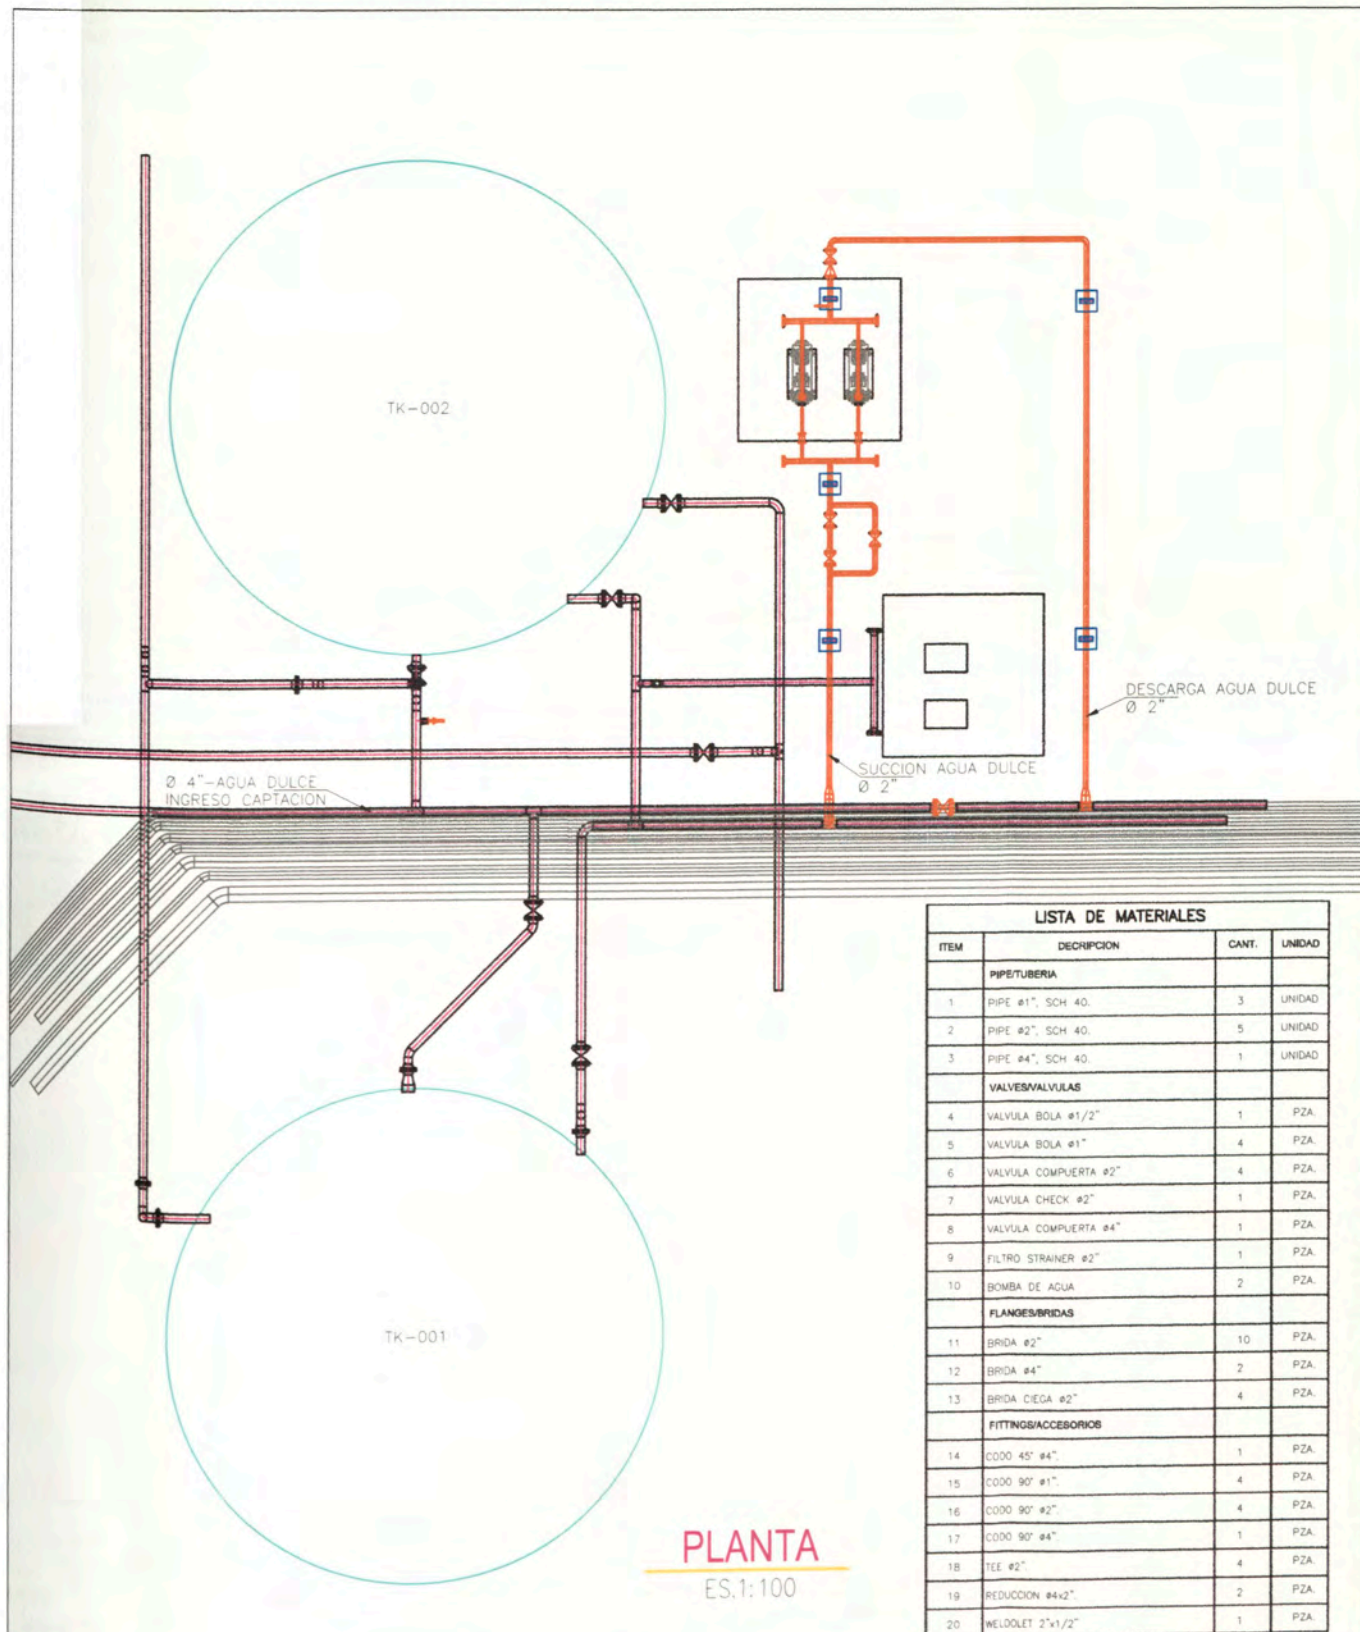 TK-002
DESCARGA AGUA DULCE
Ø 2"
SUCCION AGUA DULCE
Ø 2"
Ø 4"-AGUA DULCE
INGRESO CAPTACION
TK-001
PLANTA
ES.1:100
LISTA DE MATERIALES
ITEM DECRIPCION CANT. UNIDAD
PIPE/TUBERIA
1 PIPE ø1", SCH 40. 3 UNIDAD
2 PIPE ø2", SCH 40. 5 UNIDAD
3 PIPE ø4", SCH 40. 1 UNIDAD
VALVES/VALVULAS
4 VALVULA BOLA ø1/2" 1 PZA.
5 VALVULA BOLA ø1" 4 PZA.
6 VALVULA COMPUERTA ø2" 4 PZA.
7 VALVULA CHECK ø2" 1 PZA.
8 VALVULA COMPUERTA ø4" 1 PZA.
9 FILTRO STRAINER ø2" 1 PZA.
10 BOMBA DE AGUA 2 PZA.
FLANGES/BRIDAS
11 BRIDA ø2" 10 PZA.
12 BRIDA ø4" 2 PZA.
13 BRIDA CIEGA ø2" 4 PZA.
FITTINGS/ACCESORIOS
14 CODO 45° ø4". 1 PZA.
15 CODO 90° ø1". 4 PZA.
16 CODO 90° ø2". 4 PZA.
17 CODO 90° ø4". 1 PZA.
18 TEE ø2". 4 PZA.
19 REDUCCION ø4x2". 2 PZA.
20 WELDOLET 2"x1/2" 1 PZA.